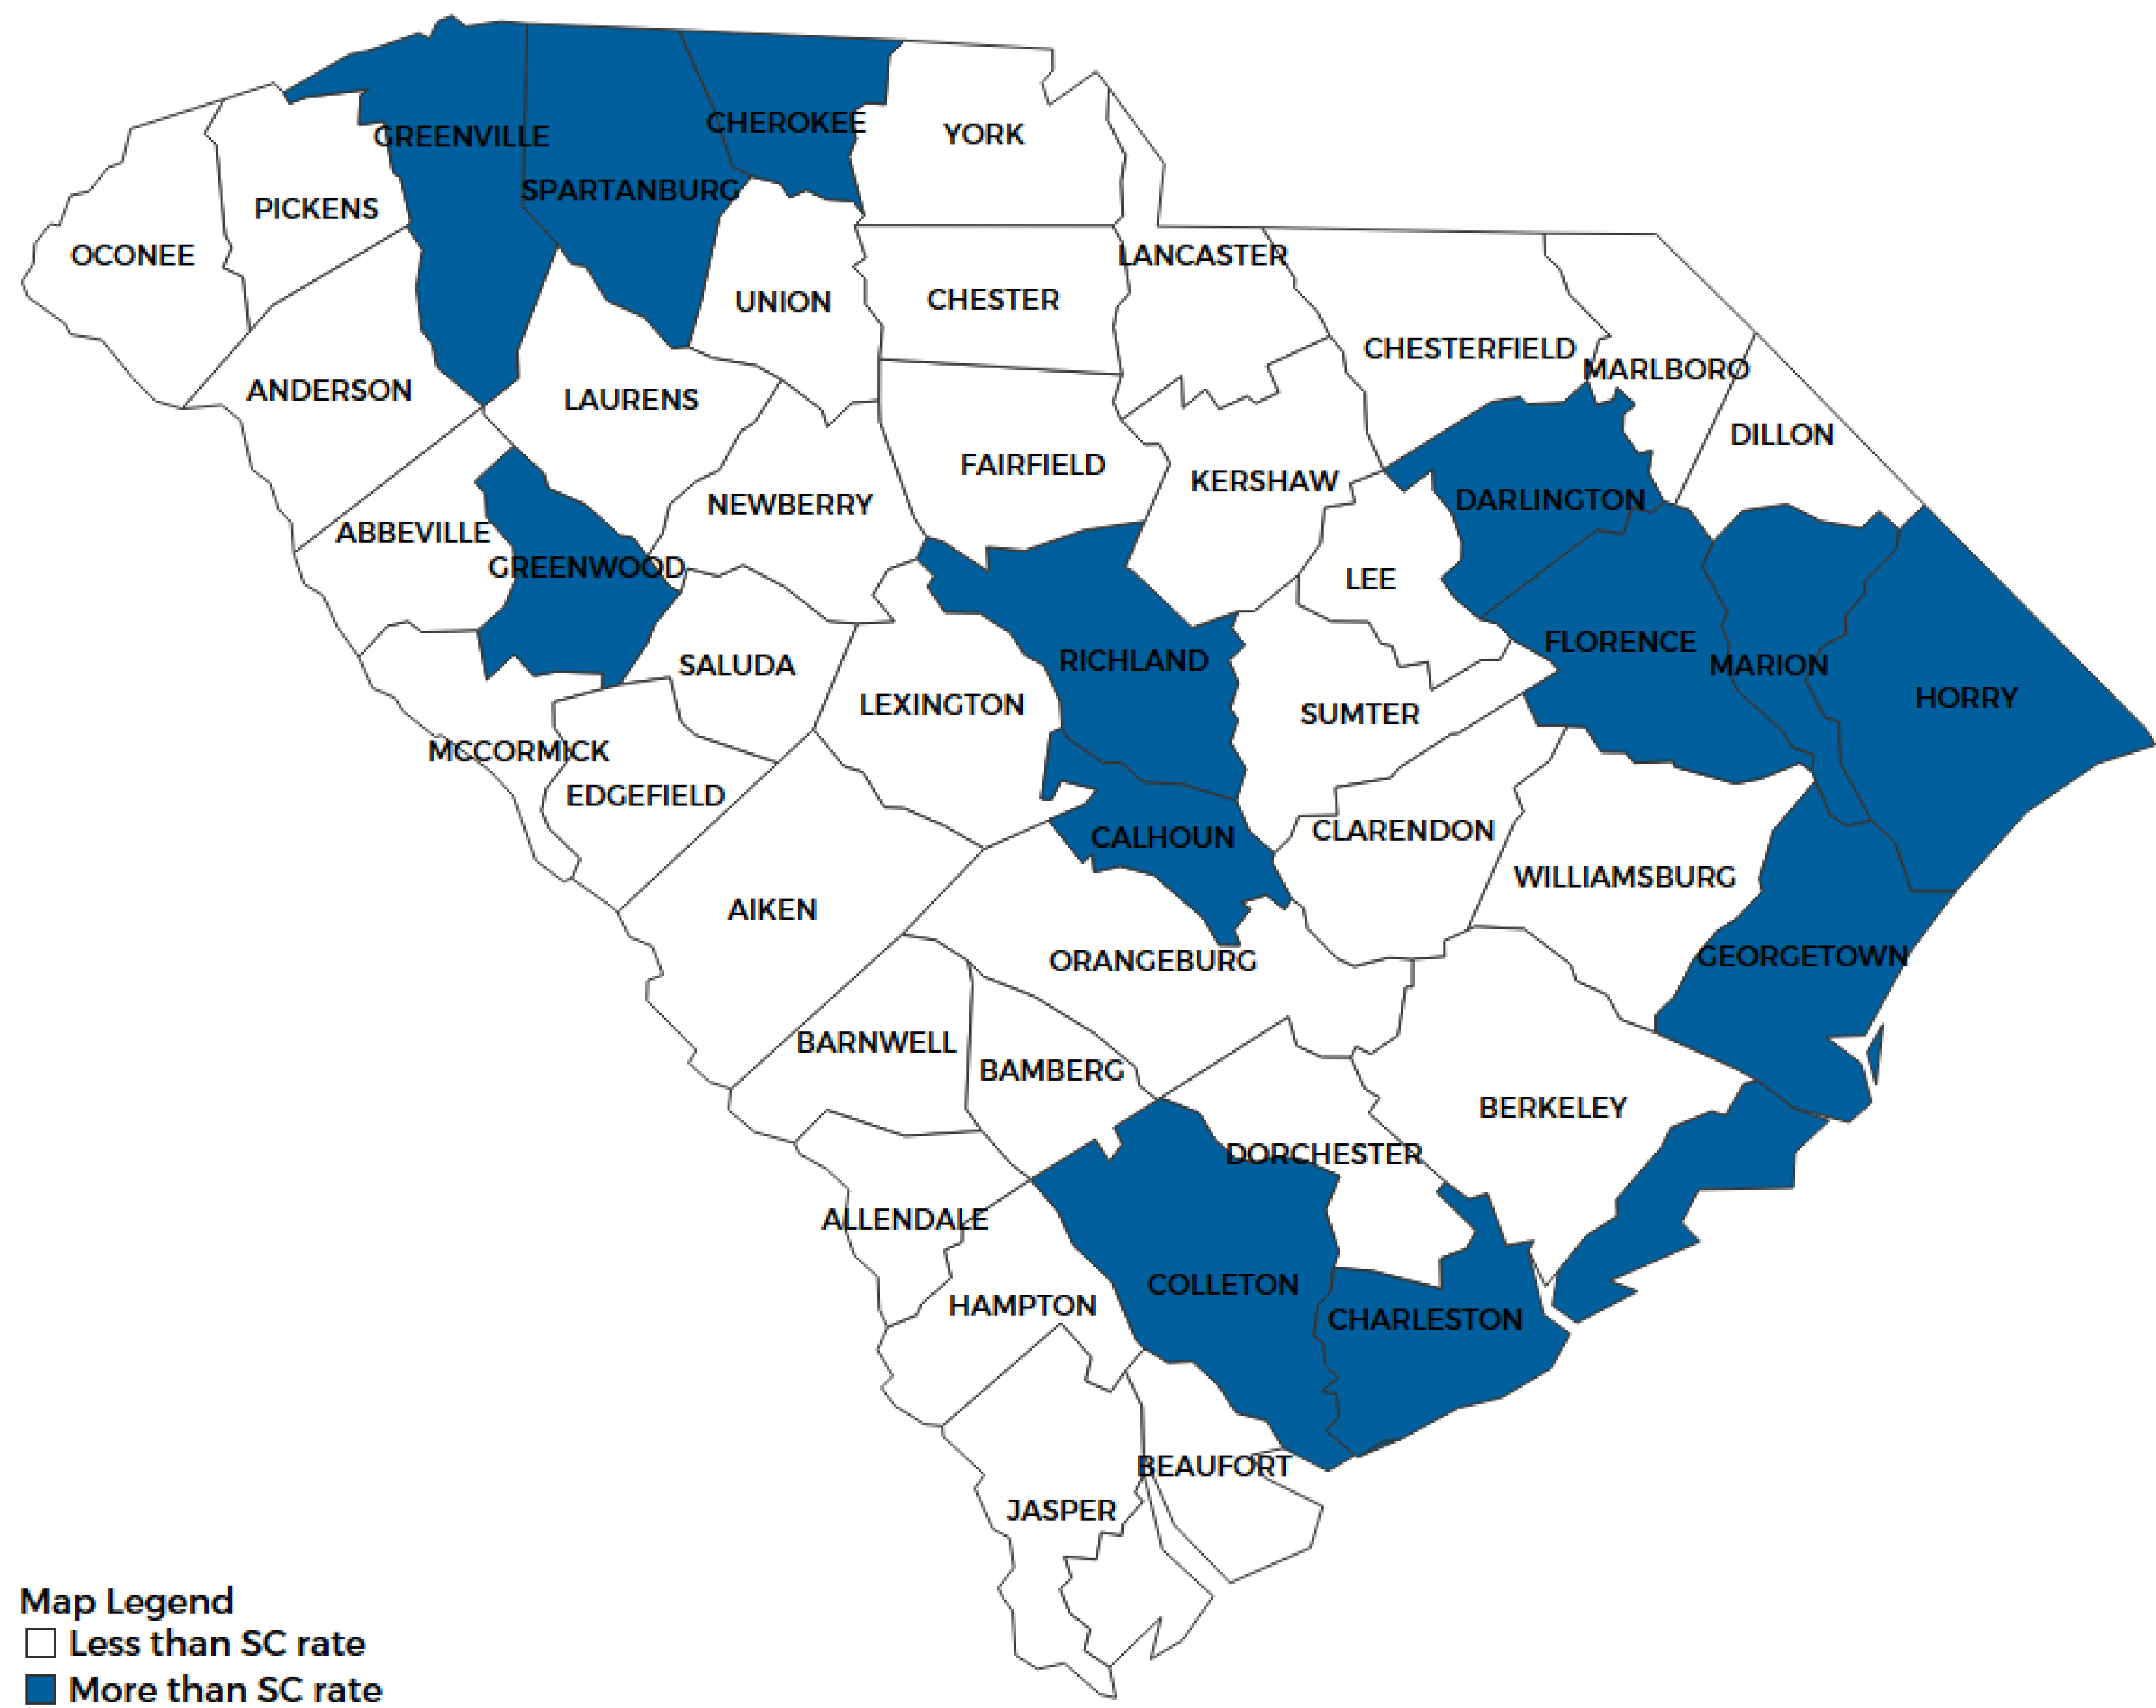 CHEROKEE
YORK
GREENVILLE
SPARTANBURG
PICKENS
OCONEE
LANCASTER
UNION
CHESTER
CHESTERFIELD
MARLBORO
ANDERSON
LAURENS
DILLON
FAIRFIELD
KERSHAW
NEWBERRY
DARLINGTON
ABBEVILLE
GREENWOOD
LEE
FLORENCE
SALUDA
RICHLAND
MARION
LEXINGTON
HORRY
SUMTER
MCCORMICK
EDGEFIELD
CALHOUN
CLARENDON
WILLIAMSBURG
AIKEN
GEORGETOWN
ORANGEBURG
BARNWELL
BAMBERG
BERKELEY
DORCHESTER
ALLENDALE
COLLETON
HAMPTON
CHARLESTON
BEAUFORT
JASPER
Map Legend
Less than SC rate
More than SC rate